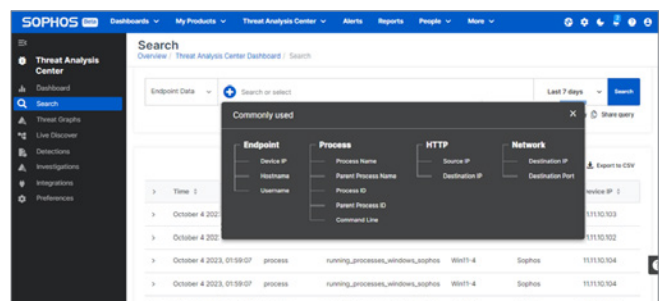 SOPHOS Beta Dashboards My Products Threat Analysis Center Alerts Reports People More
Threat Analysis Center
Dashboard
Search
Threat Graphs
Live Discover
Detections
Investigations
Integrations
Preferences
Search
Overview / Threat Analysis Center Dashboard / Search
Endpoint Data Search or select Last 7 days Search
Share query
Commonly used
Endpoint
Device IP
Hostname
Username
Process
Process Name
Parent Process Name
Process ID
Parent Process ID
Command Line
HTTP
Source IP
Destination IP
Network
Destination IP
Destination Port
Export to CSV
Time
October 4 202 11.11.10.103
October 4 202 11.11.10.102
October 4 2023, 01:59:07 process running_processes_windows_sophos Win11-4 Sophos 11.11.10.104
October 4 2023, 01:59:07 process running_processes_windows_sophos Win11-4 Sophos 11.11.10.104